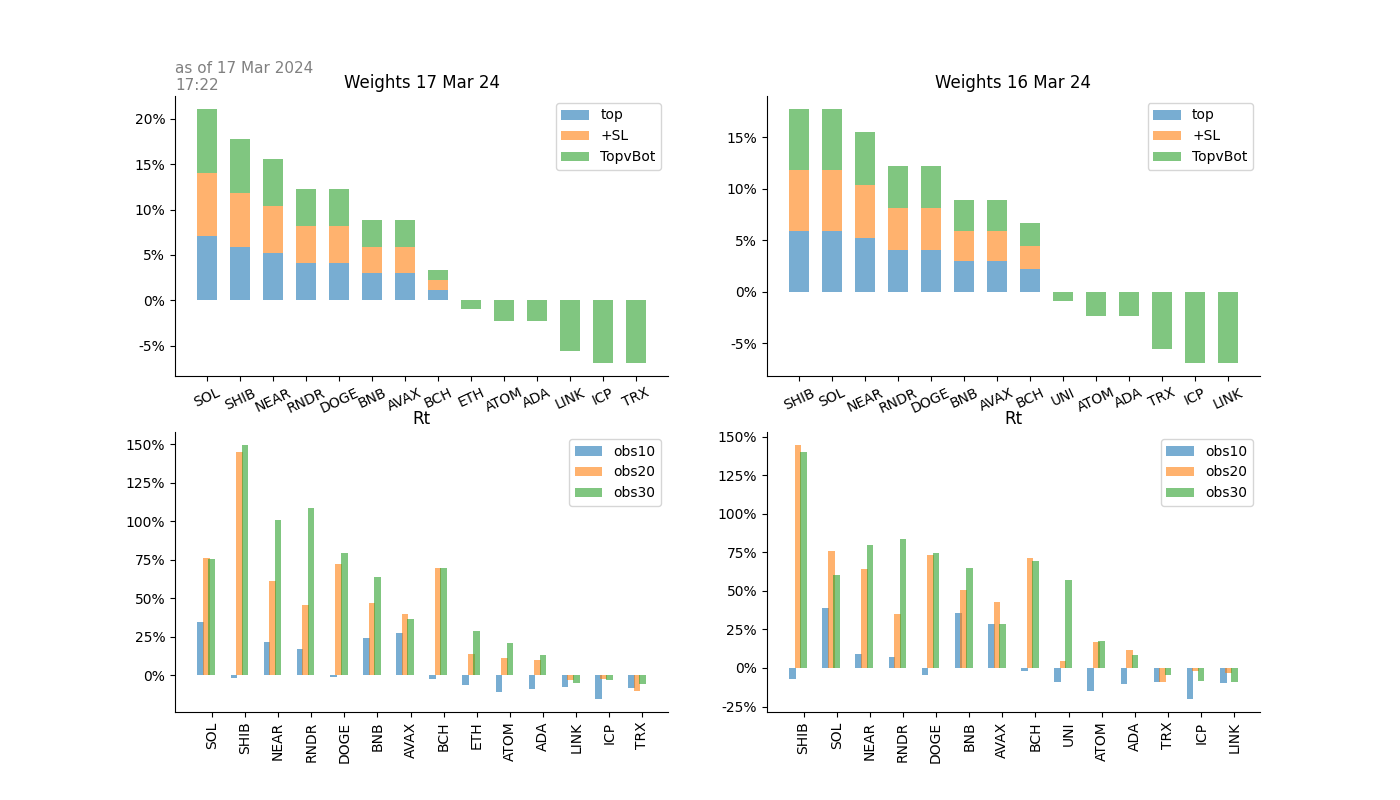 as of 17 Mar 2024
17:22
Weights 17 Mar 24
20%
15%
10%
5%
0%
-5%
top
+SL
TopvBot
SOL SHIB NEAR RNDR DOGE BNB AVAX BCH ETH ATOM ADA LINK ICP TRX
Weights 16 Mar 24
15%
10%
5%
0%
-5%
top
+SL
TopvBot
SHIB SOL NEAR RNDR DOGE BNB AVAX BCH UNI ATOM ADA TRX ICP LINK
Rt
150%
125%
100%
75%
50%
25%
0%
obs10
obs20
obs30
SOL SHIB NEAR RNDR DOGE BNB AVAX BCH ETH ATOM ADA LINK ICP TRX
Rt
150%
125%
100%
75%
50%
25%
0%
-25%
obs10
obs20
obs30
SHIB SOL NEAR RNDR DOGE BNB AVAX BCH UNI ATOM ADA TRX ICP LINK